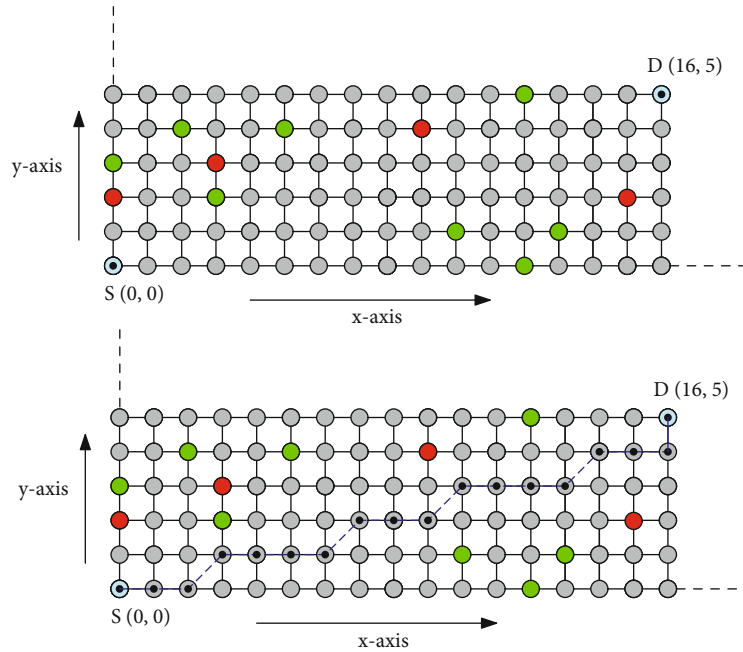 D (16, 5)
y-axis
S (0, 0)
x-axis
D (16, 5)
y-axis
S (0, 0)
x-axis